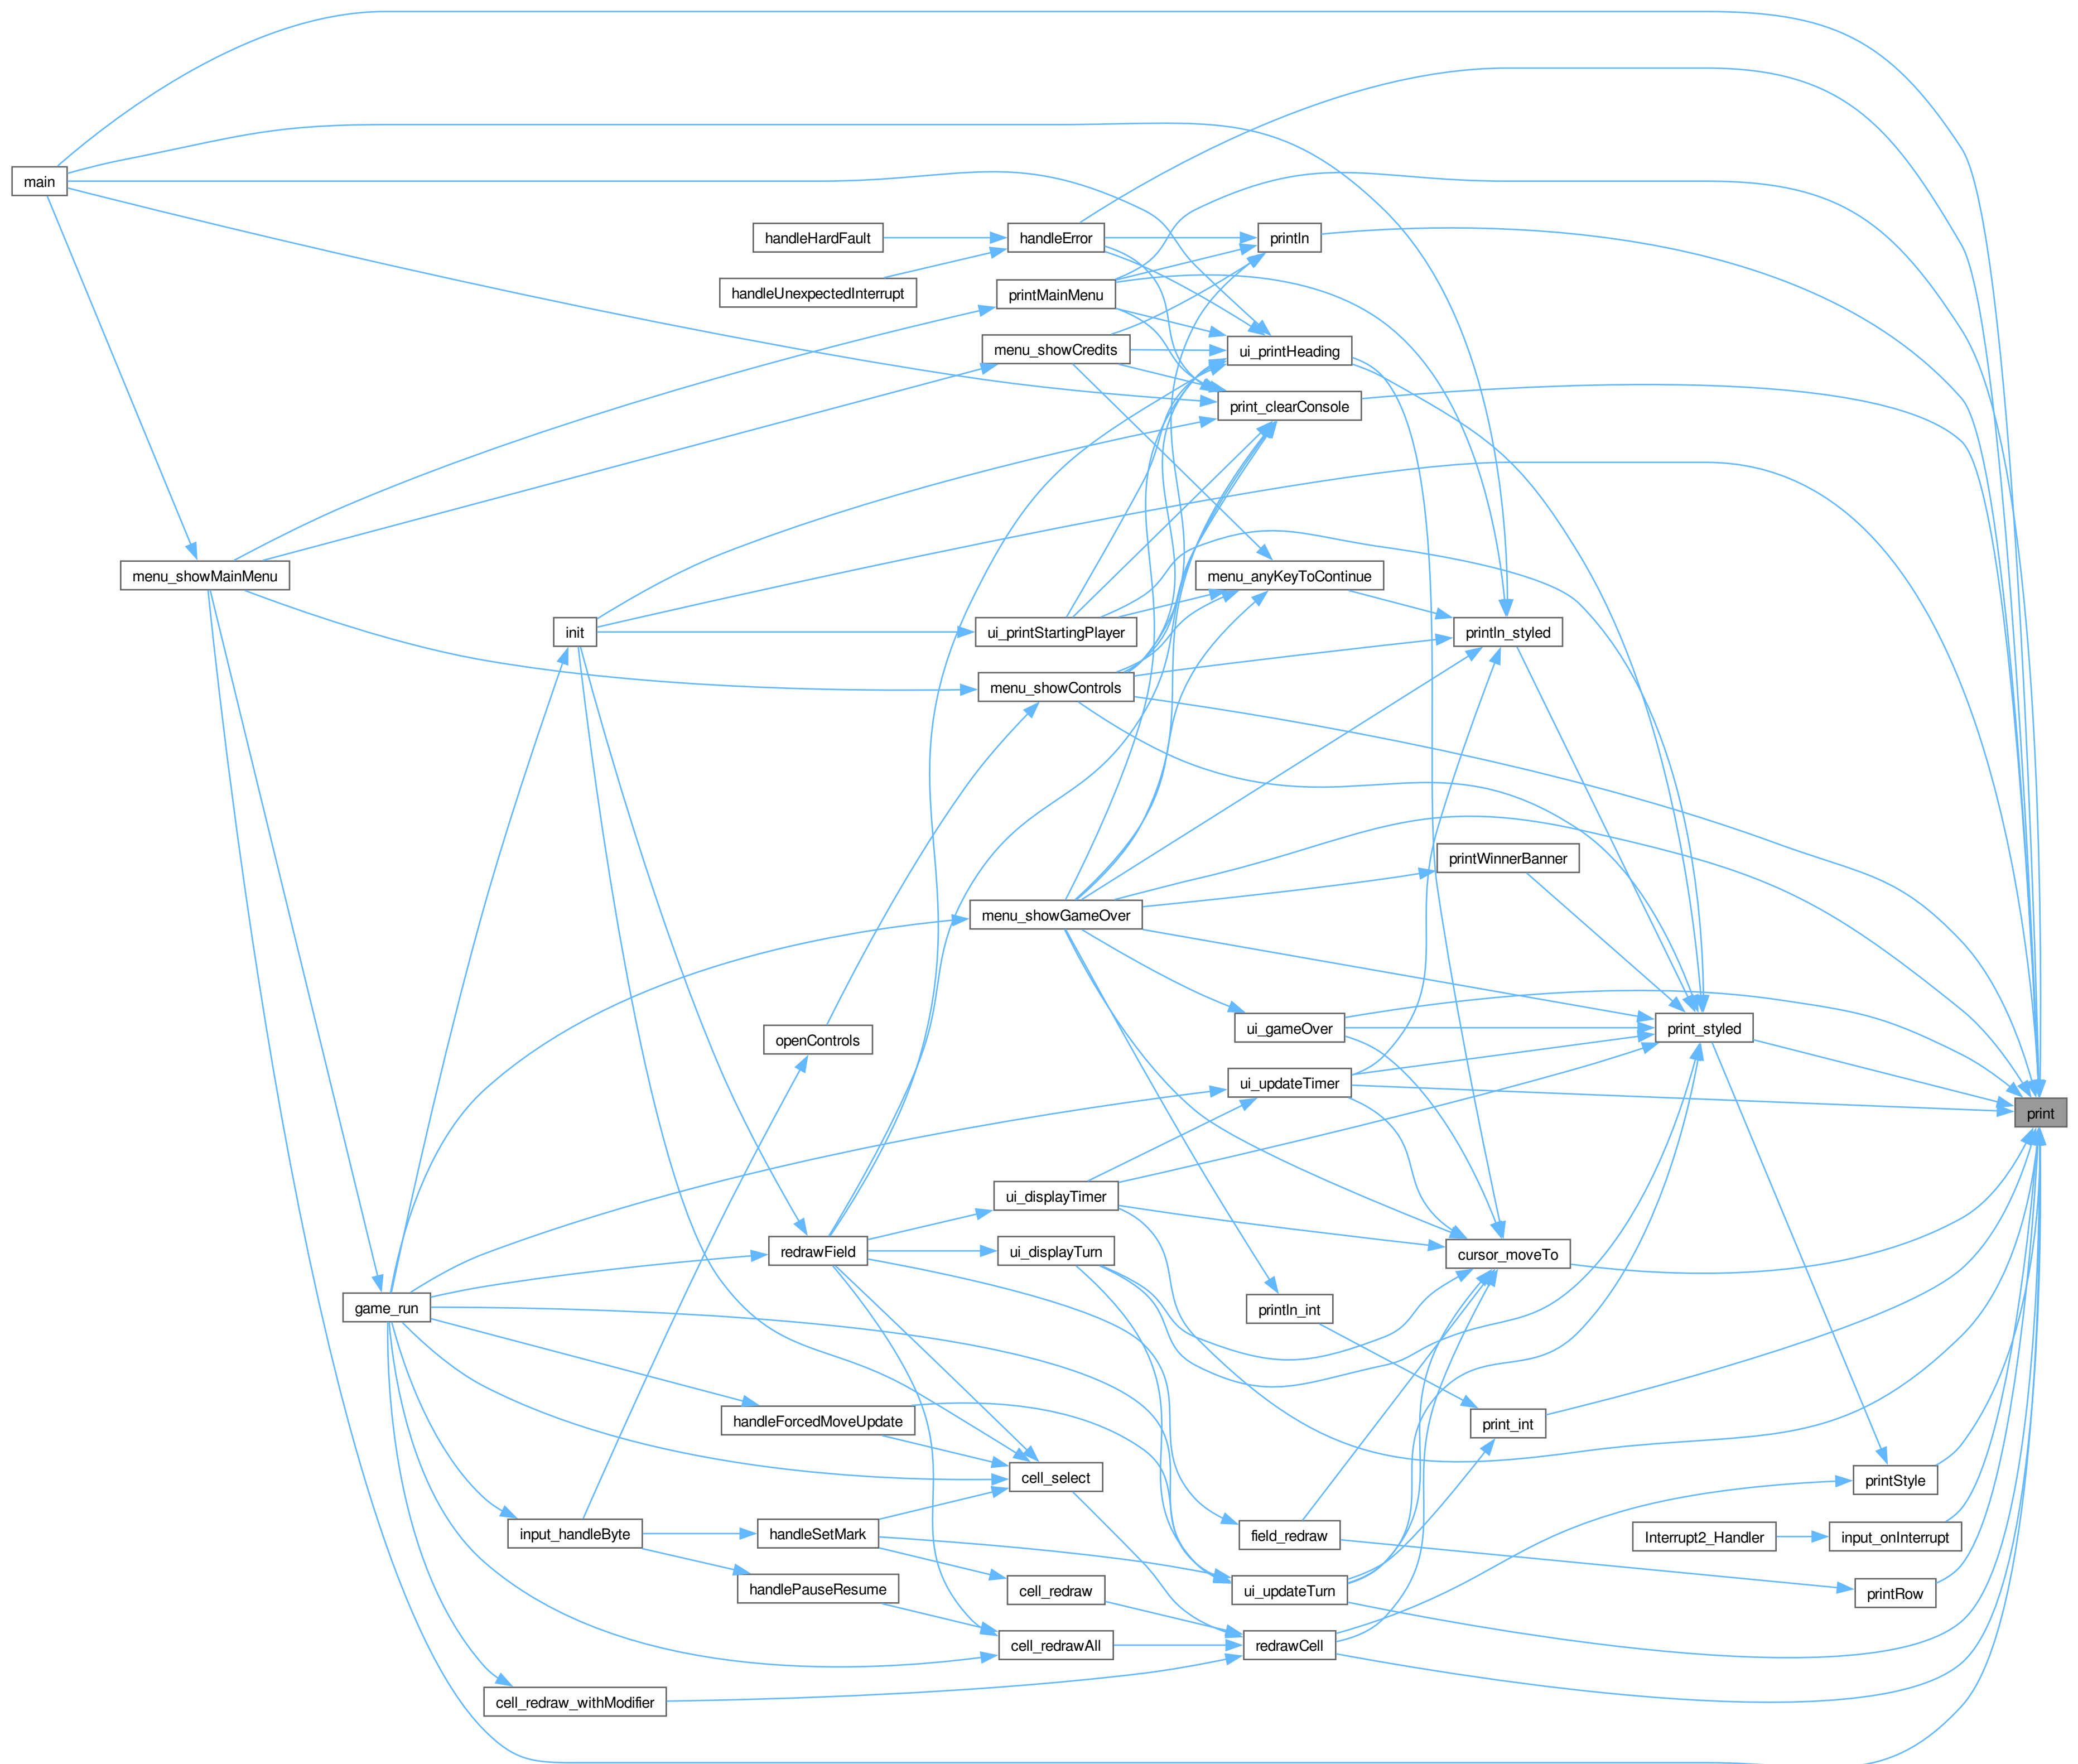 main
handleHardFault
handleError
println
handleUnexpectedInterrupt
printMainMenu
menu_showCredits
ui_printHeading
print_clearConsole
menu_showMainMenu
menu_anyKeyToContinue
init
ui_printStartingPlayer
println_styled
menu_showControls
printWinnerBanner
menu_showGameOver
openControls
ui_gameOver
print_styled
ui_updateTimer
print
ui_displayTimer
redrawField
ui_displayTurn
cursor_moveTo
game_run
println_int
handleForcedMoveUpdate
print_int
cell_select
printStyle
input_handleByte
handleSetMark
field_redraw
Interrupt2_Handler
input_onInterrupt
handlePauseResume
cell_redraw
ui_updateTurn
printRow
cell_redrawAll
redrawCell
cell_redraw_withModifier